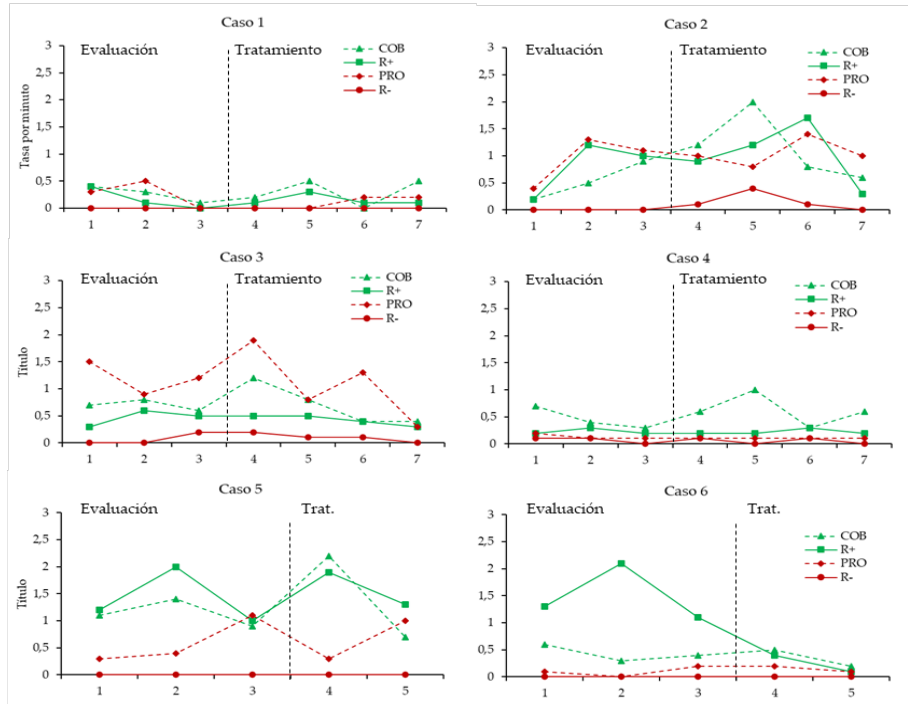 Caso 1
Evaluación Tratamiento
COB
R+
PRO
R-
Tasa por minuto
3
2,5
2
1,5
1
0,5
0
1 2 3 4 5 6 7
Caso 2
Evaluación Tratamiento
COB
R+
PRO
R-
3
2,5
2
1,5
1
0,5
0
1 2 3 4 5 6 7
Caso 3
Evaluación Tratamiento
COB
R+
PRO
R-
Título
3
2,5
2
1,5
1
0,5
0
1 2 3 4 5 6 7
Caso 4
Evaluación Tratamiento
COB
R+
PRO
R-
3
2,5
2
1,5
1
0,5
0
1 2 3 4 5 6 7
Caso 5
Evaluación Trat.
Título
3
2,5
2
1,5
1
0,5
0
1 2 3 4 5
Caso 6
Evaluación Trat.
COB
R+
PRO
R-
3
2,5
2
1,5
1
0,5
0
1 2 3 4 5